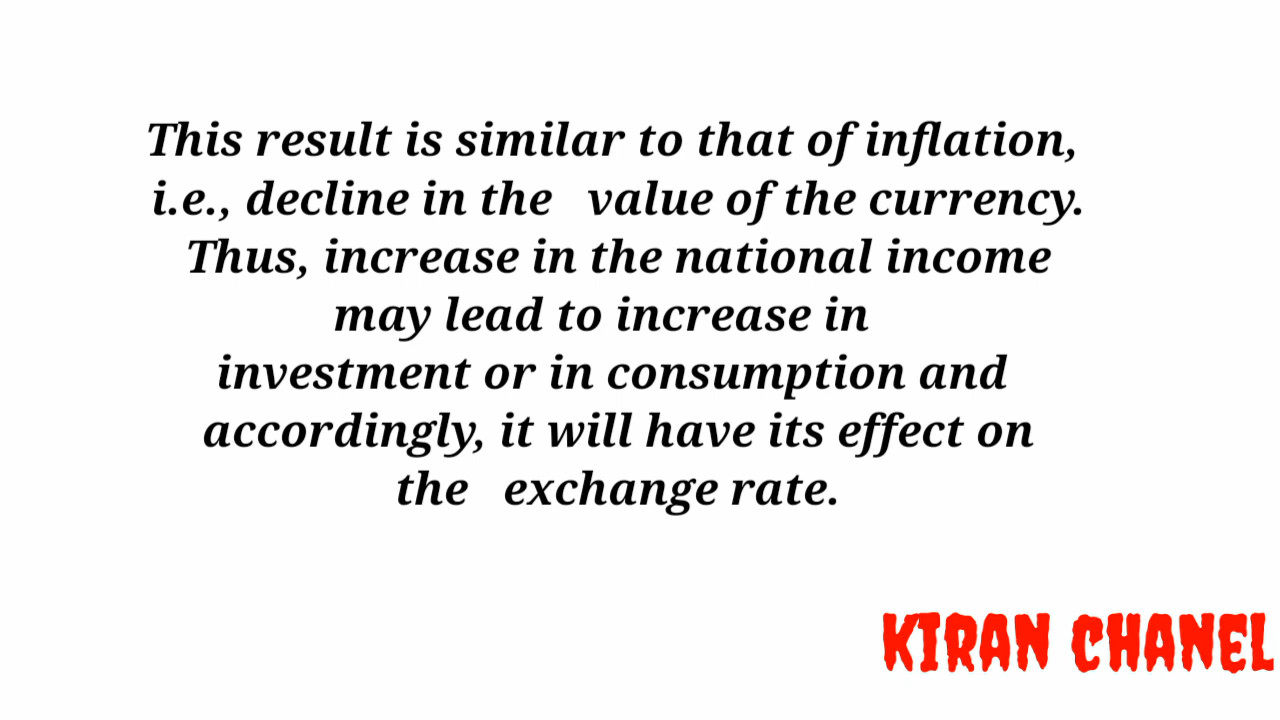 This result is similar to that of inflation,
i.e., decline in the value of the currency.
Thus, increase in the national income
may lead to increase in
investment or in consumption and
accordingly, it will have its effect on
the exchange rate.
KIRAN CHANEL